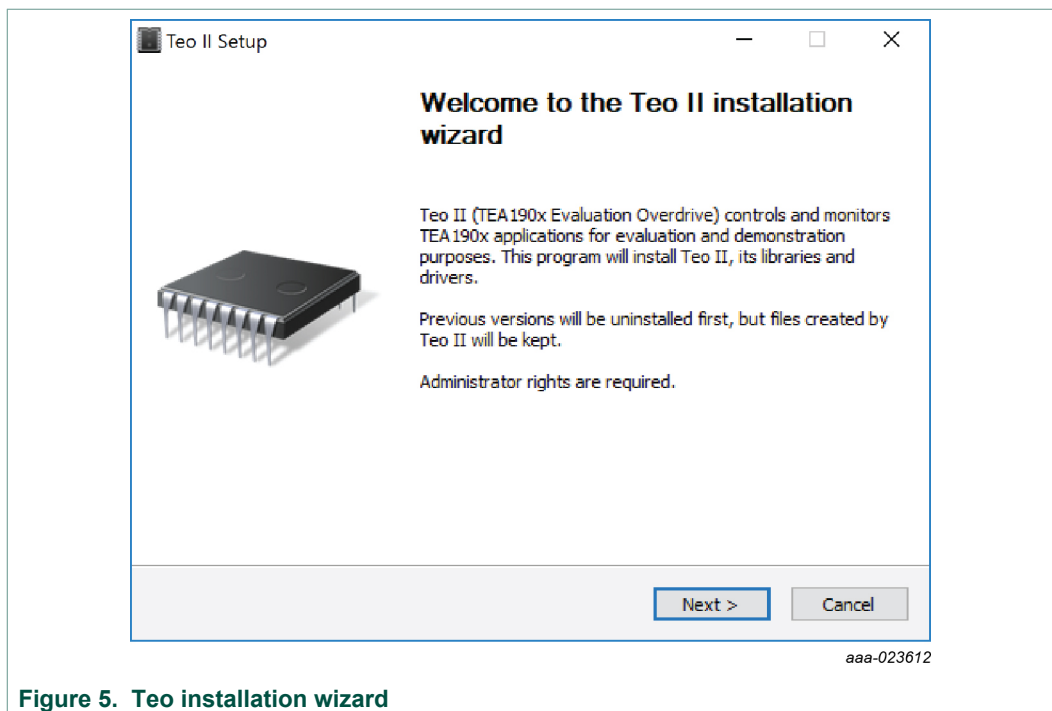 Teo II Setup
Welcome to the Teo II installation
wizard
Teo II (TEA190x Evaluation Overdrive) controls and monitors
TEA190x applications for evaluation and demonstration
purposes. This program will install Teo II, its libraries and
drivers.
Previous versions will be uninstalled first, but files created by
Teo II will be kept.
Administrator rights are required.
Next >
Cancel
aaa-023612
Figure 5. Teo installation wizard